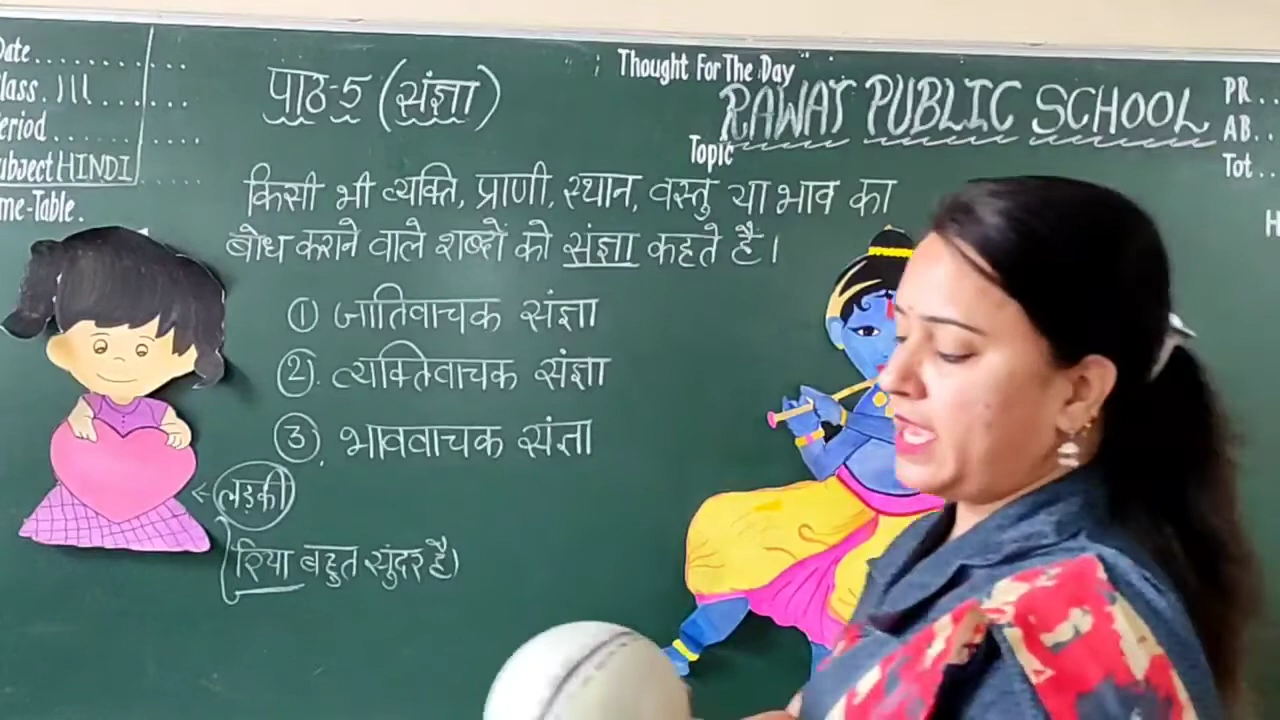 Date..............
Class. III.........
Period............
Subject HINDI.....
Time-Table.
पाठ-5 (संज्ञा)
Thought For The Day
RAWAT PUBLIC SCHOOL
Topic
PR...
AB...
Tot...
H
किसी भी व्यक्ति, प्राणी, स्थान, वस्तु या भाव का
बोध कराने वाले शब्दों को संज्ञा कहते हैं।
① जातिवाचक संज्ञा
②. व्यक्तिवाचक संज्ञा
③. भाववाचक संज्ञा
←लड़की
रिया बहुत सुंदर है।